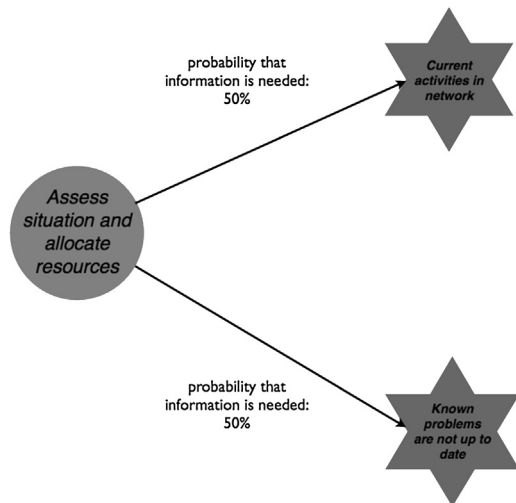 probability that
information is needed:
50%
Current
activities in
network
Assess
situation and
allocate
resources
probability that
information is needed:
50%
Known
problems
are not up to
date